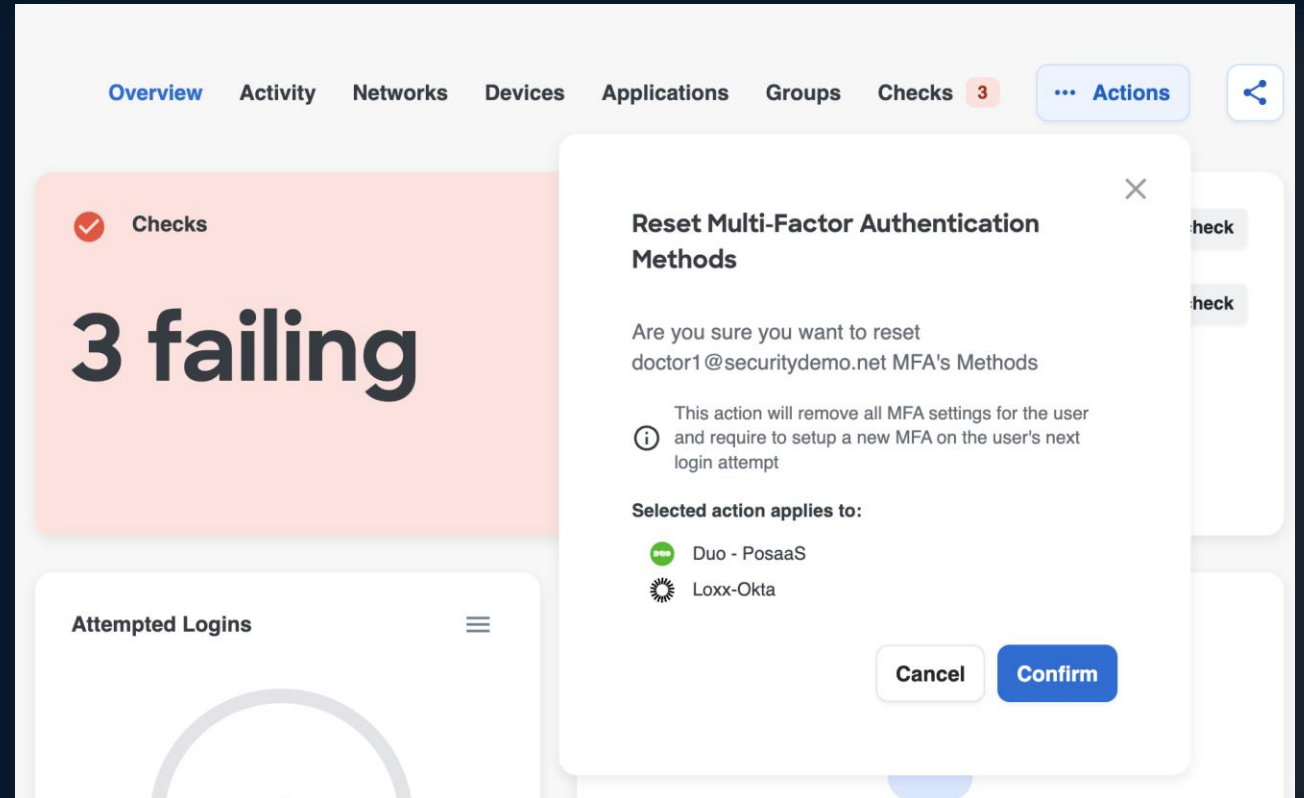 Overview Activity Networks Devices Applications Groups Checks 3 ... Actions
Checks
3 failing
Reset Multi-Factor Authentication
Methods
Are you sure you want to reset
doctor1@securitydemo.net MFA's Methods
This action will remove all MFA settings for the user
and require to setup a new MFA on the user's next
login attempt
Selected action applies to:
Duo - PosaaS
Loxx-Okta
Cancel Confirm
heck
heck
Attempted Logins